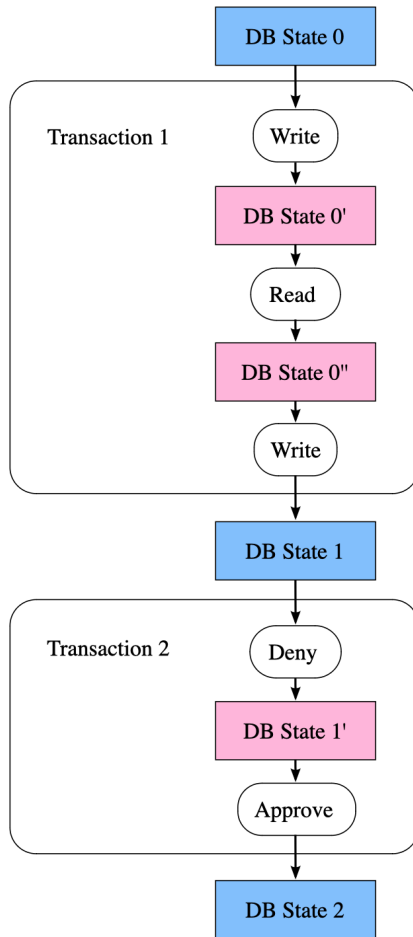 DB State 0
Transaction 1
Write
DB State 0'
Read
DB State 0"
Write
DB State 1
Transaction 2
Deny
DB State 1'
Approve
DB State 2